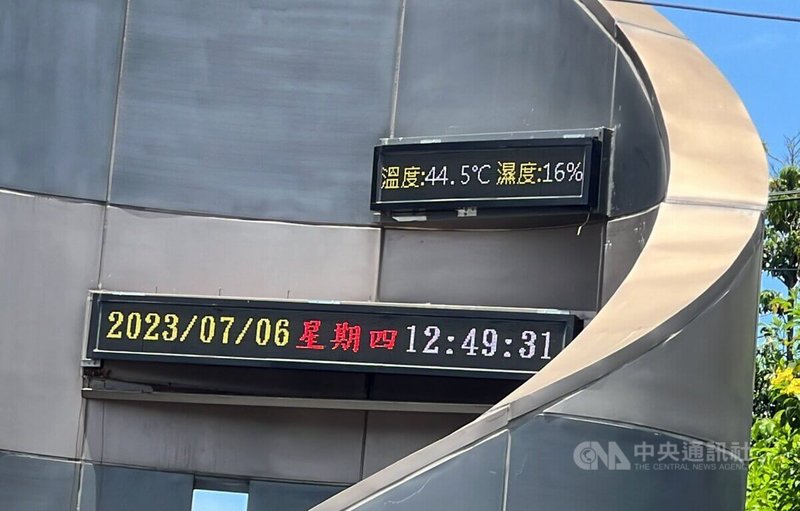 溫度:44.5℃ 濕度:16%
2023/07/06 星期四 12:49:31
CNA 中央通訊社
THE CENTRAL NEWS AGENCY